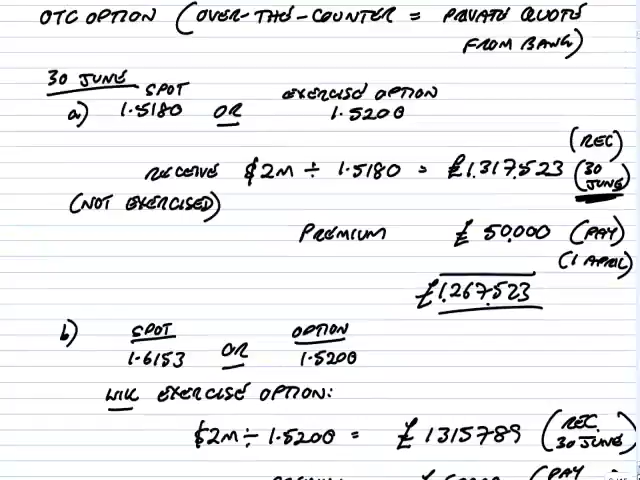 OTC OPTION (OVER-THE-COUNTER = PRIVATE QUOTE
FROM BANK)
30 JUNE
SPOT
EXERCISE OPTION
a) 1.5180 OR 1.5200
(REC)
RECEIVE $2M ÷ 1.5180 = £1,317,523 (30 JUNE)
(NOT EXERCISED)
PREMIUM £ 50,000 (PAY)
(1 APRIL)
£1,267,523
b) SPOT OPTION
1.6153 OR 1.5200
WILL EXERCISE OPTION:
$2M ÷ 1.5200 = £1315789 (REC. 30 JUNE)
(PAY